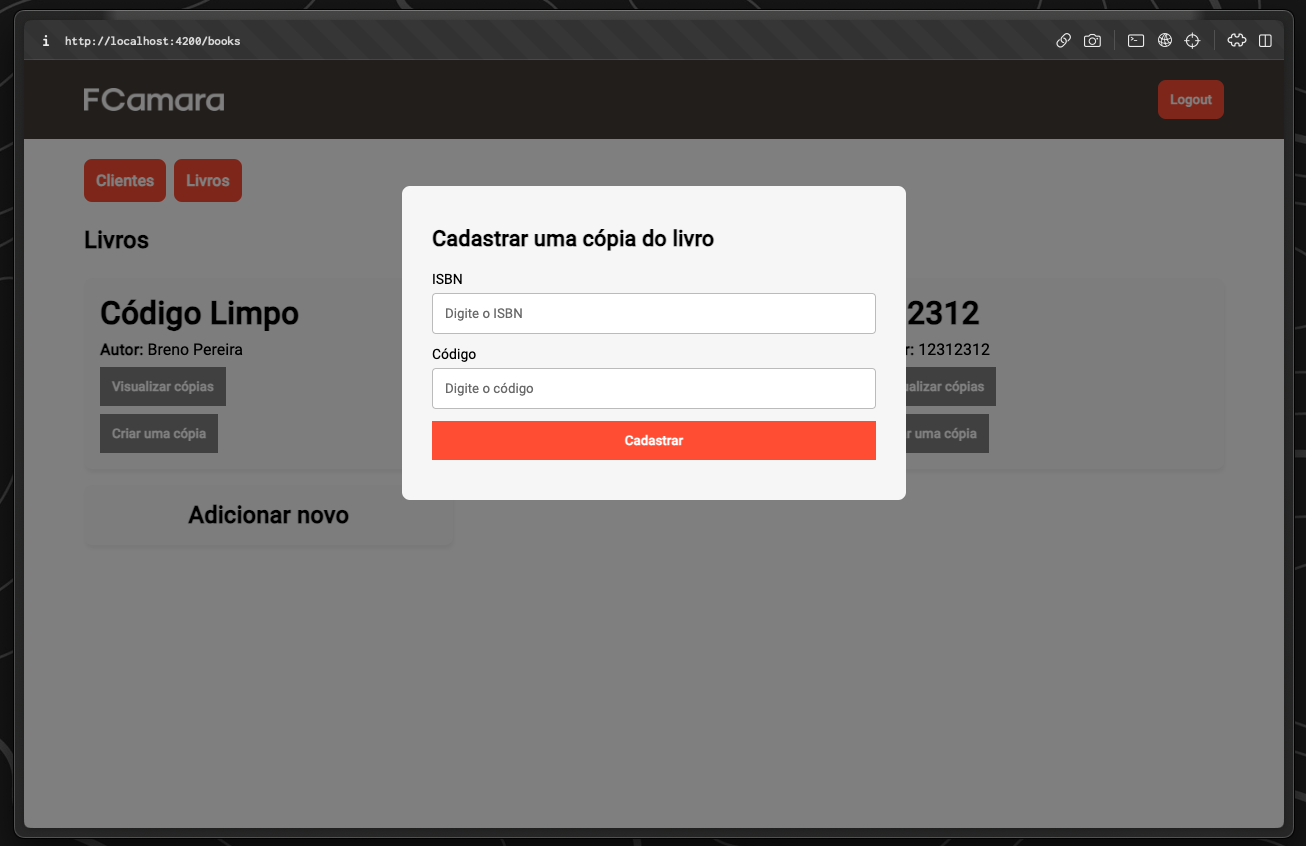 http://localhost:4200/books
FCamara
Logout
Clientes
Livros
Livros
Código Limpo
Autor: Breno Pereira
Visualizar cópias
Criar uma cópia
Adicionar novo
Cadastrar uma cópia do livro
ISBN
Digite o ISBN
Código
Digite o código
Cadastrar
2312
r: 12312312
alizar cópias
r uma cópia